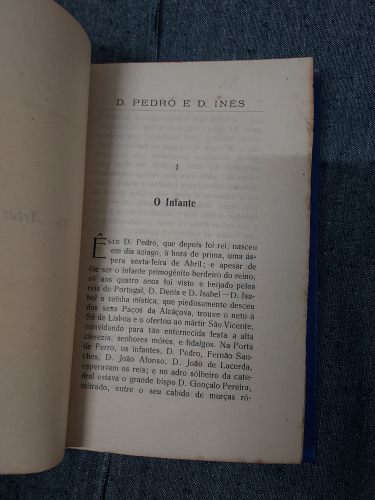 D. PEDRO E D. INÊS
I
O Infante
ÊSTE D. Pedro, que depois foi rei, nasceu
em dia aziago, à hora de prima, uma ás-
pera sexta-feira de Abril; e apesar de
êle ser o infante primogénito herdeiro do reino,
só aos quatro anos foi visto e beijado pelos
reis de Portugal, D. Denis e D. Isabel — D. Isa-
bel a rainha mística, que piedosamente desceu
dos seus Paços da Alcáçova, trouxe o neto à
Sé de Lisboa e o ofertou ao mártir São Vicente,
convidando para tão enternecida festa a alta
clerezia, senhores móres, e fidalgos. Na Porta
de Ferro, os infantes, D. Pedro, Fernão San-
ches, D. João Afonso, D. João de Lacerda,
esperavam os reis; e no adro sôlheiro da cate-
dral estava o grande bispo D. Gonçalo Pereira,
mitrado, entre o seu cabido de murças rô-